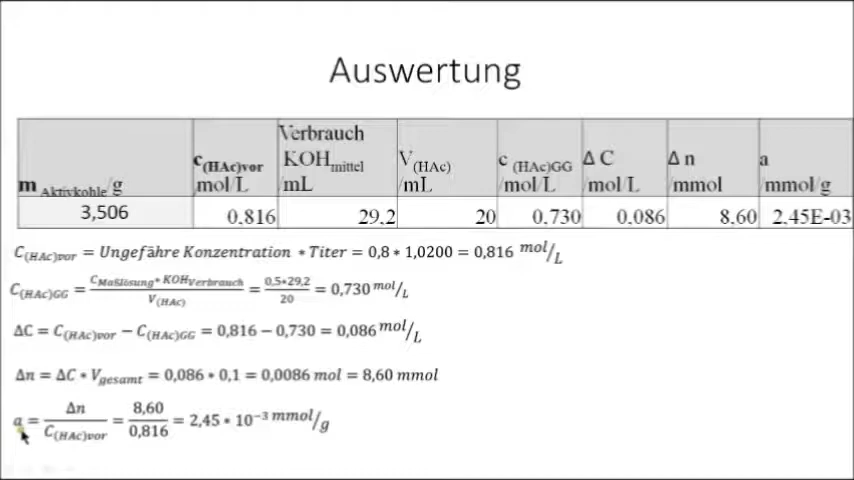 Auswertung
m Aktivkohle/g c(HAc)vor mol/L Verbrauch KOHmittel /mL V(HAc) /mL c (HAc)GG /mol/L Δ C /mol/L Δ n /mmol a /mmol/g
3,506 0,816 29,2 20 0,730 0,086 8,60 2,45E-03
C(HAc)vor = Ungefähre Konzentration * Titer = 0,8 * 1,0200 = 0,816 mol/L
C(HAc)GG = CMaßlösung* KOHVerbrauch / V(HAc) = 0,5*29,2 / 20 = 0,730 mol/L
ΔC = C(HAc)vor − C(HAc)GG = 0,816 − 0,730 = 0,086 mol/L
Δn = ΔC * Vgesamt = 0,086 * 0,1 = 0,0086 mol = 8,60 mmol
a = Δn / C(HAc)vor = 8,60 / 0,816 = 2,45 * 10−3 mmol/g